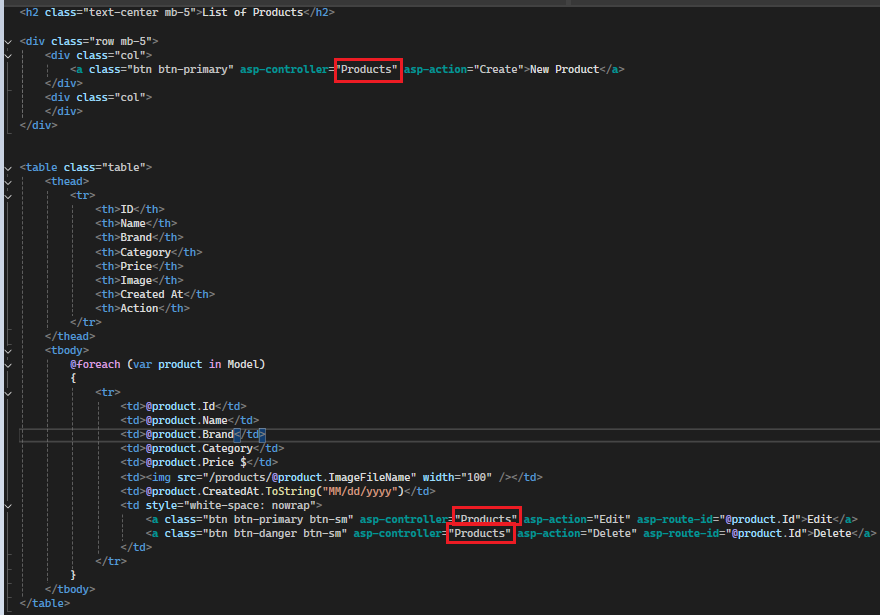 <h2 class="text-center mb-5">List of Products</h2>
<div class="row mb-5">
<div class="col">
<a class="btn btn-primary" asp-controller="Products" asp-action="Create">New Product</a>
</div>
<div class="col">
</div>
</div>
<table class="table">
<thead>
<tr>
<th>ID</th>
<th>Name</th>
<th>Brand</th>
<th>Category</th>
<th>Price</th>
<th>Image</th>
<th>Created At</th>
<th>Action</th>
</tr>
</thead>
<tbody>
@foreach (var product in Model)
{
<tr>
<td>@product.Id</td>
<td>@product.Name</td>
<td>@product.Brand</td>
<td>@product.Category</td>
<td>@product.Price $</td>
<td><img src="/products/@product.ImageFileName" width="100" /></td>
<td>@product.CreatedAt.ToString("MM/dd/yyyy")</td>
<td style="white-space: nowrap">
<a class="btn btn-primary btn-sm" asp-controller="Products" asp-action="Edit" asp-route-id="@product.Id">Edit</a>
<a class="btn btn-danger btn-sm" asp-controller="Products" asp-action="Delete" asp-route-id="@product.Id">Delete</a>
</td>
</tr>
}
</tbody>
</table>